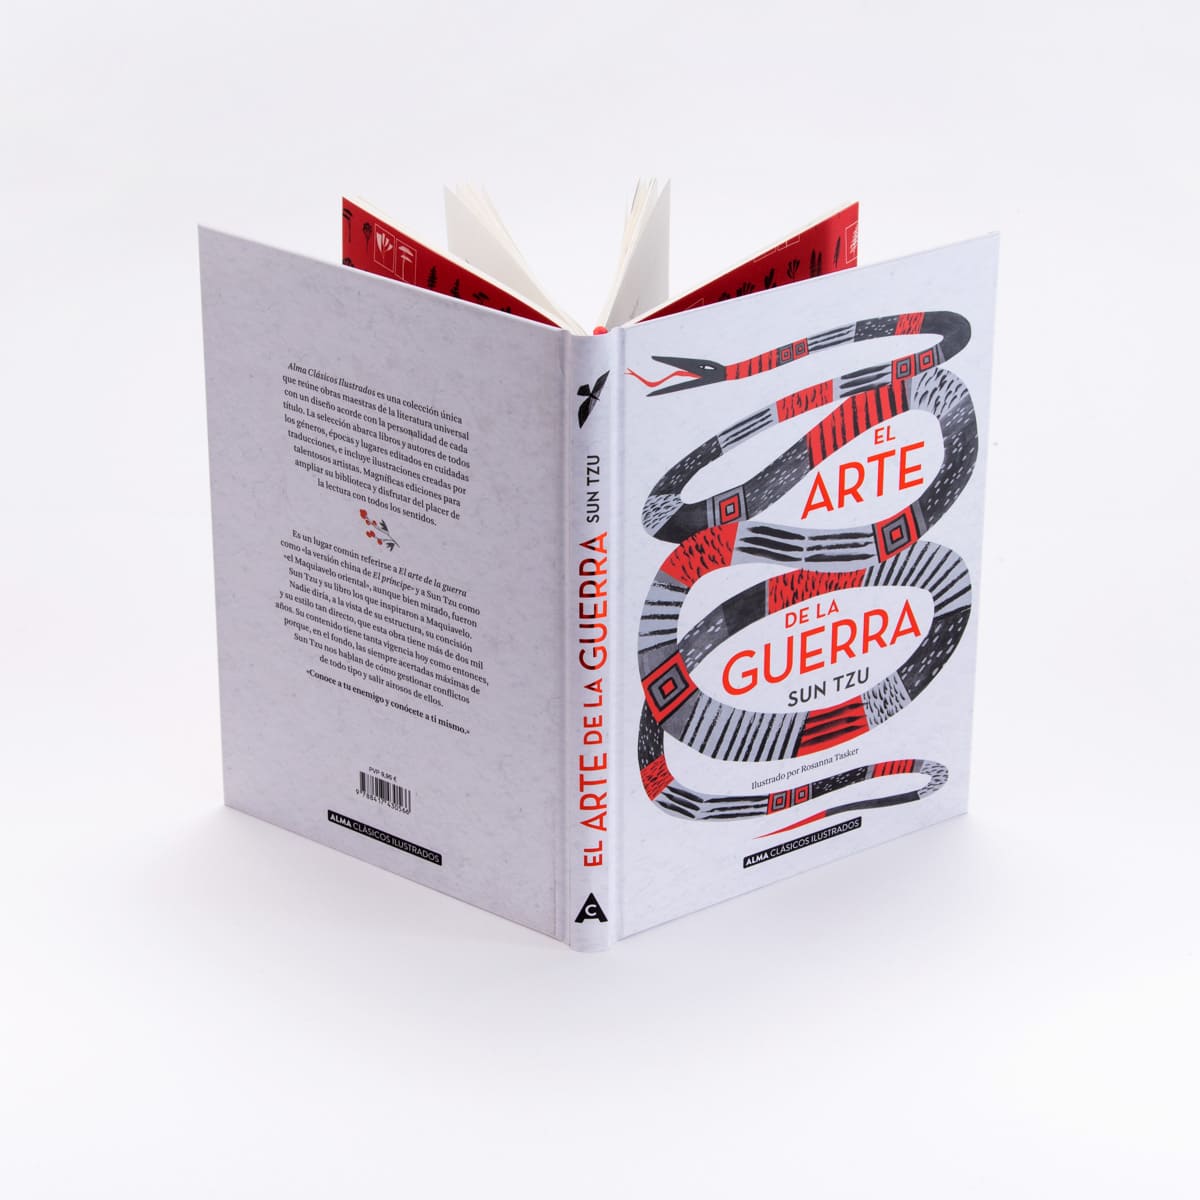 Alma Clásicos Ilustrados es una colección única
que reúne obras maestras de la literatura universal
con un diseño acorde con la personalidad de cada
título. La selección abarca libros y autores de todos
los géneros, épocas y lugares editados en cuidadas
traducciones, e incluye ilustraciones creadas por
talentosos artistas. Magníficas ediciones para
ampliar su biblioteca y disfrutar del placer de
la lectura con todos los sentidos.
Es un lugar común referirse a El arte de la guerra
como «la versión china de El príncipe» y a Sun Tzu como
«el Maquiavelo oriental», aunque bien mirado, fueron
Sun Tzu y su libro los que inspiraron a Maquiavelo.
Nadie diría, a la vista de su estructura, su concisión
y su estilo tan directo, que esta obra tiene más de dos mil
años. Su contenido tiene tanta vigencia hoy como entonces,
porque, en el fondo, las siempre acertadas máximas de
Sun Tzu nos hablan de cómo gestionar conflictos
de todo tipo y salir airosos de ellos.
«Conoce a tu enemigo y conócete a ti mismo.»
PVP 9,95 €
9 788417 430566
ALMA CLÁSICOS ILUSTRADOS
EL ARTE DE LA GUERRA SUN TZU
AC
EL
ARTE
DE LA
GUERRA
SUN TZU
Ilustrado por Rosanna Tasker
ALMA CLÁSICOS ILUSTRADOS